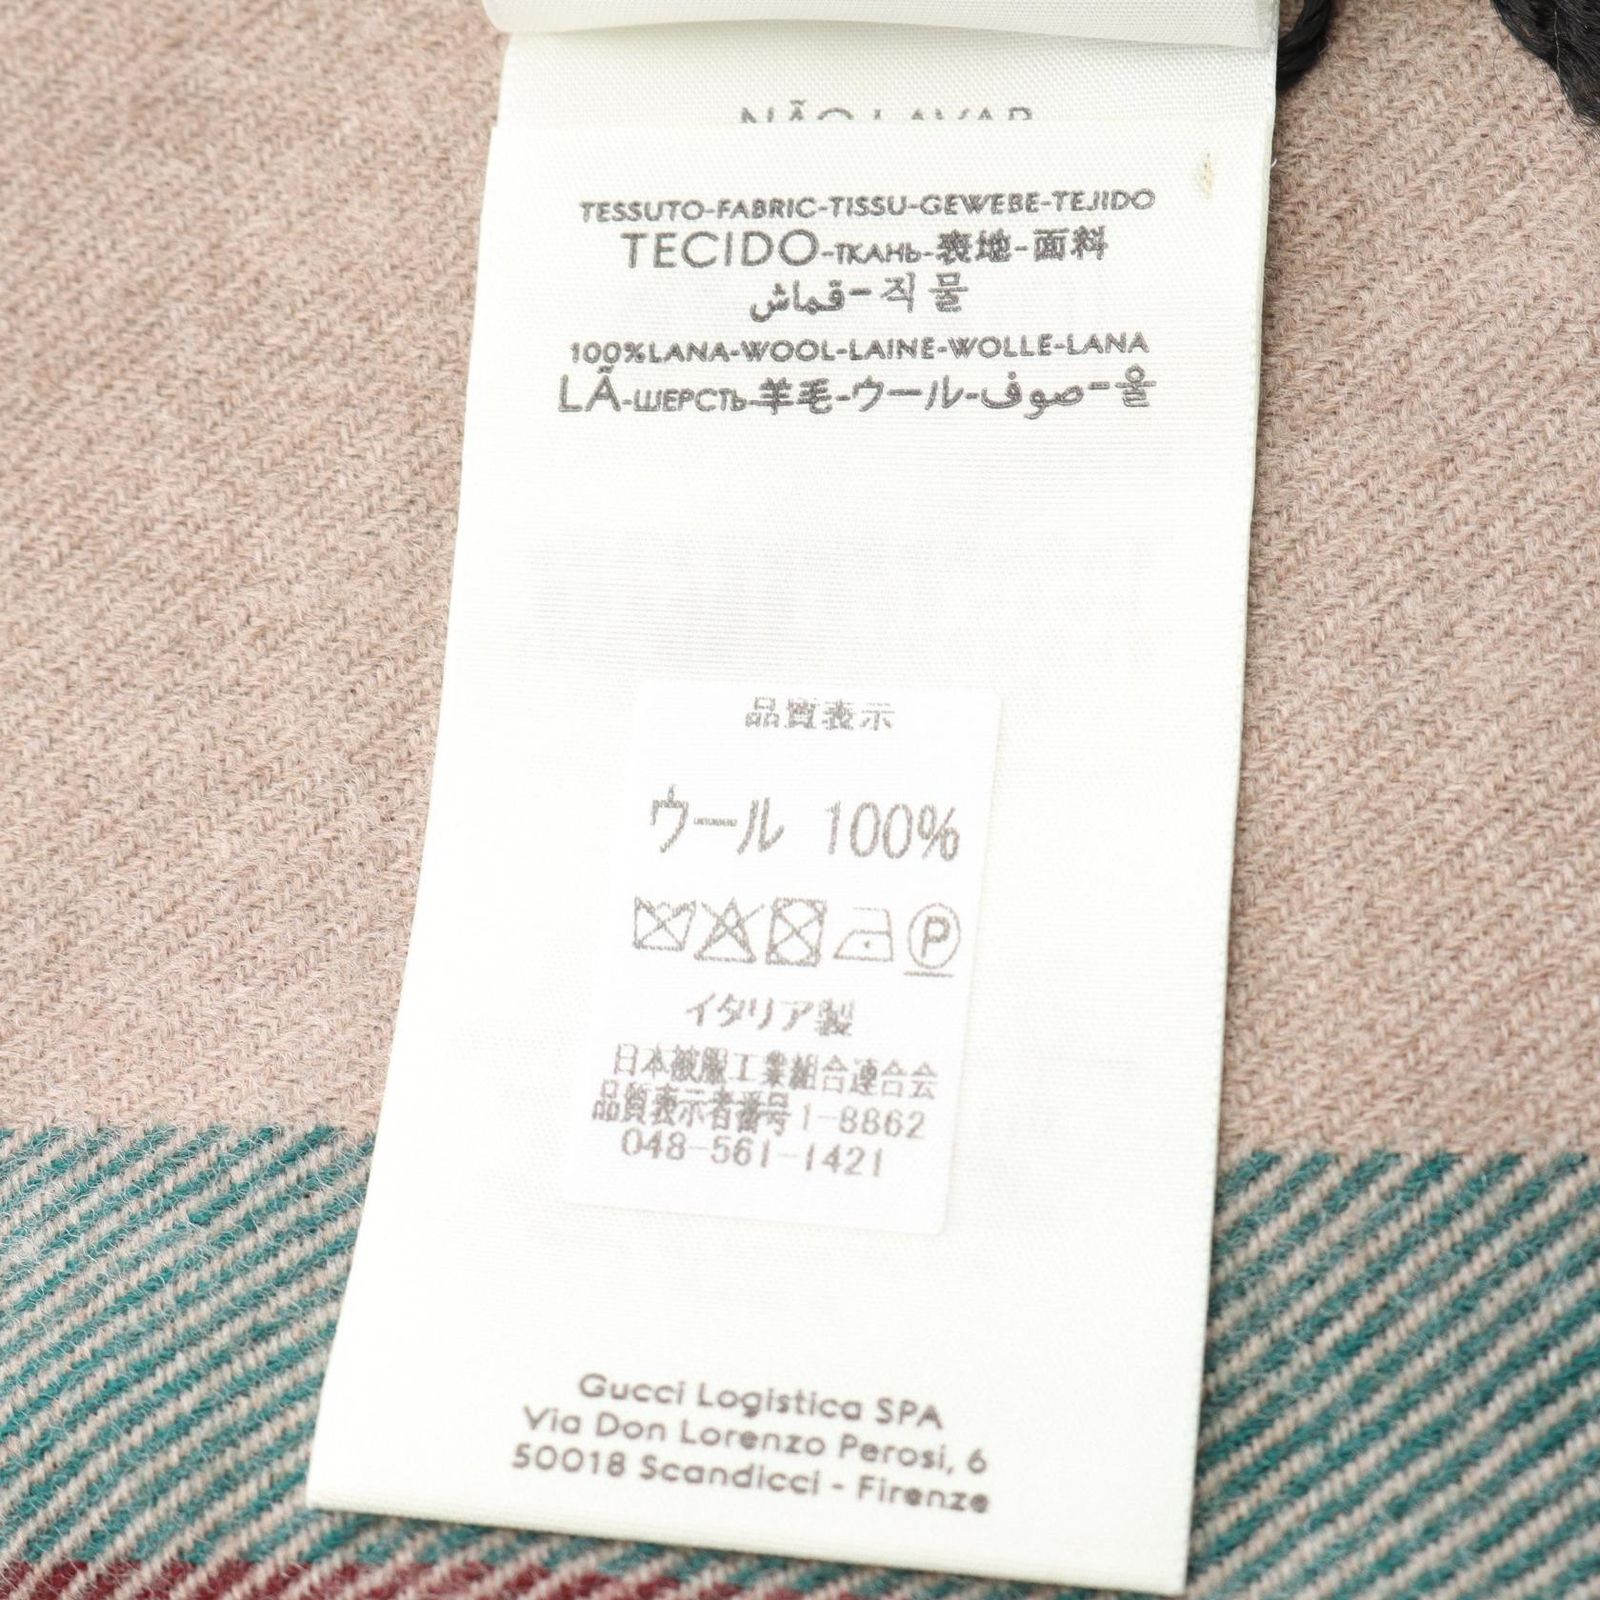 NÃO LAVAR
TESSUTO-FABRIC-TISSU-GEWEBE-TEJIDO
TECIDO-ТКАНЬ-表地-面料
قماش-직물
100%LANA-WOOL-LAINE-WOLLE-LANA
LÃ-ШЕРСТЬ-羊毛-ウール-صوف-울
品質表示
ウール 100%
P
イタリア製
日本被服工業組合連合会
品質表示者番号1-8862
048-561-1421
Gucci Logistica SPA
Via Don Lorenzo Perosi, 6
50018 Scandicci - Firenze